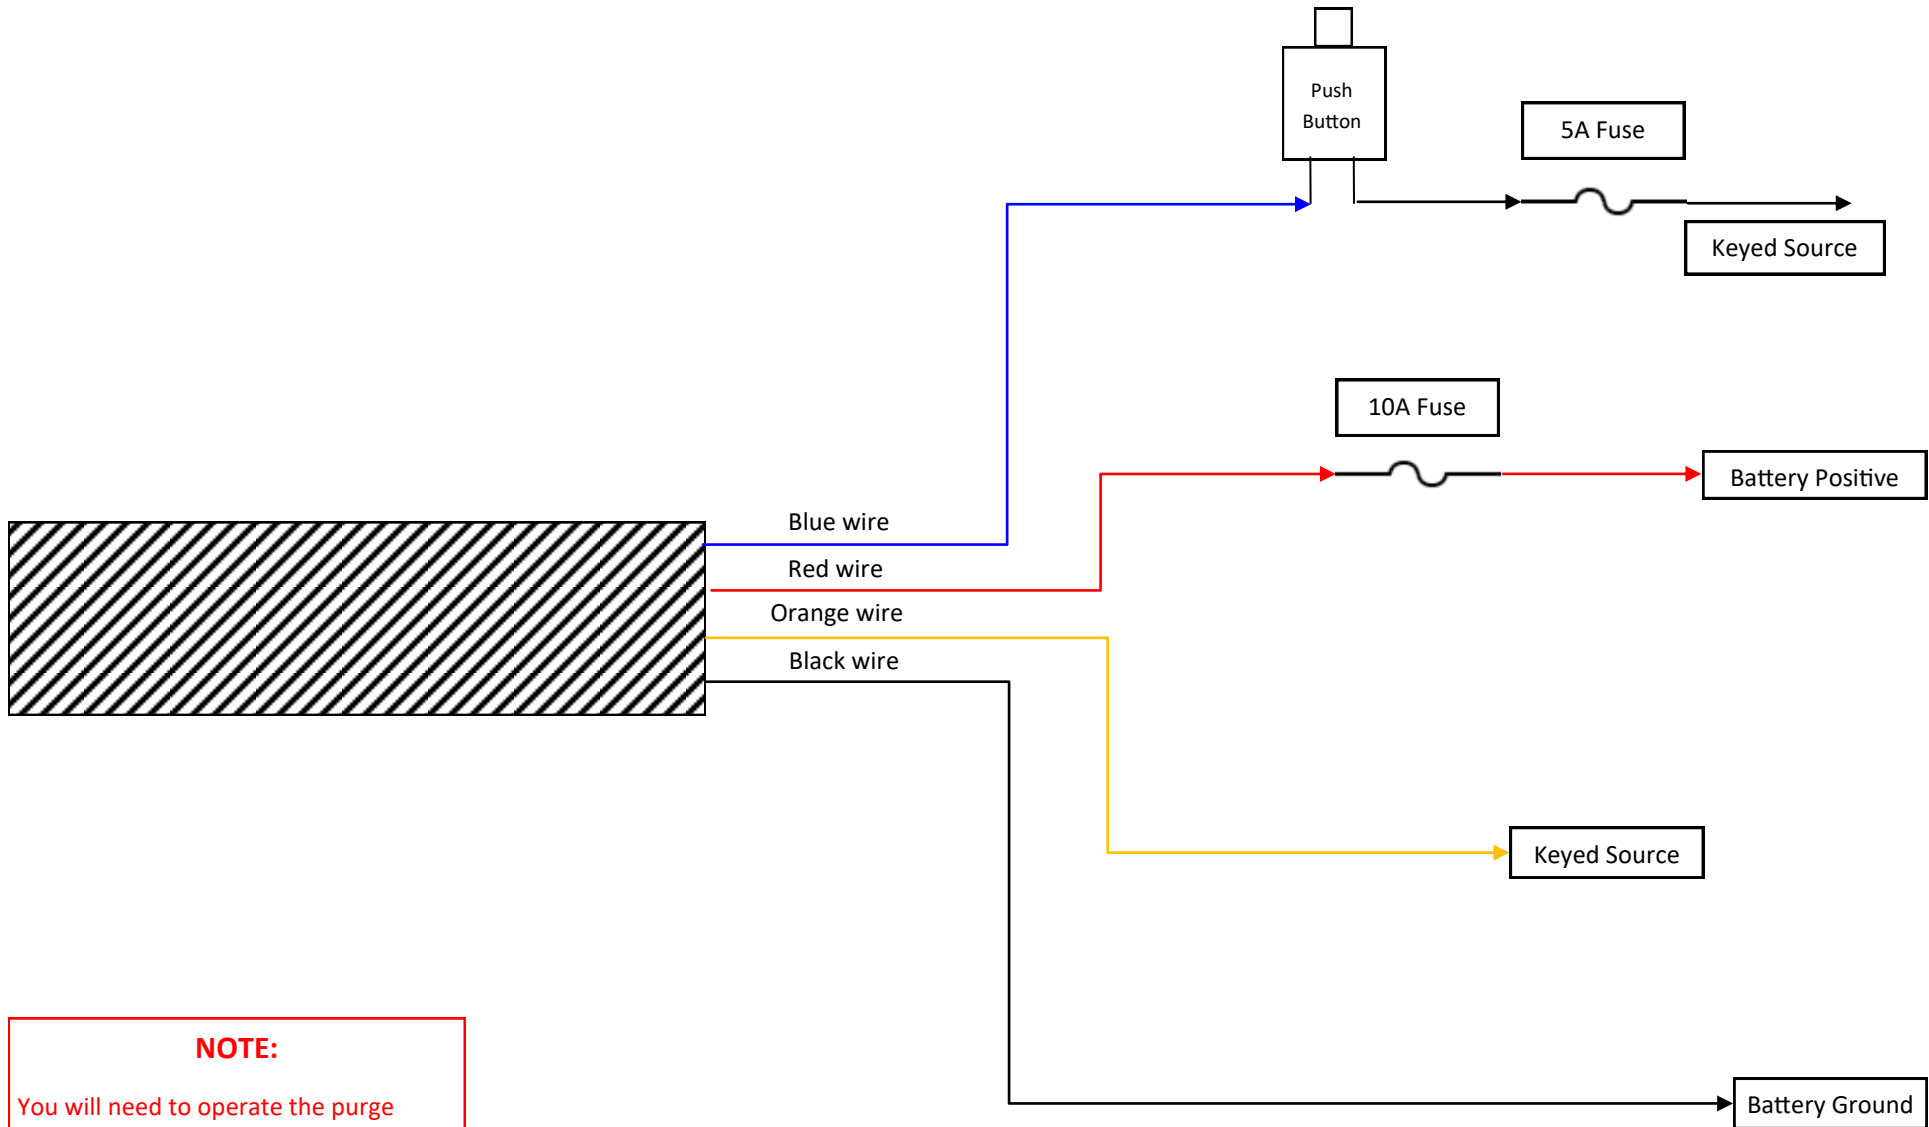 Push
Button
5A Fuse
Keyed Source
10A Fuse
Battery Positive
Blue wire
Red wire
Orange wire
Black wire
Keyed Source
NOTE:
You will need to operate the purge
Battery Ground